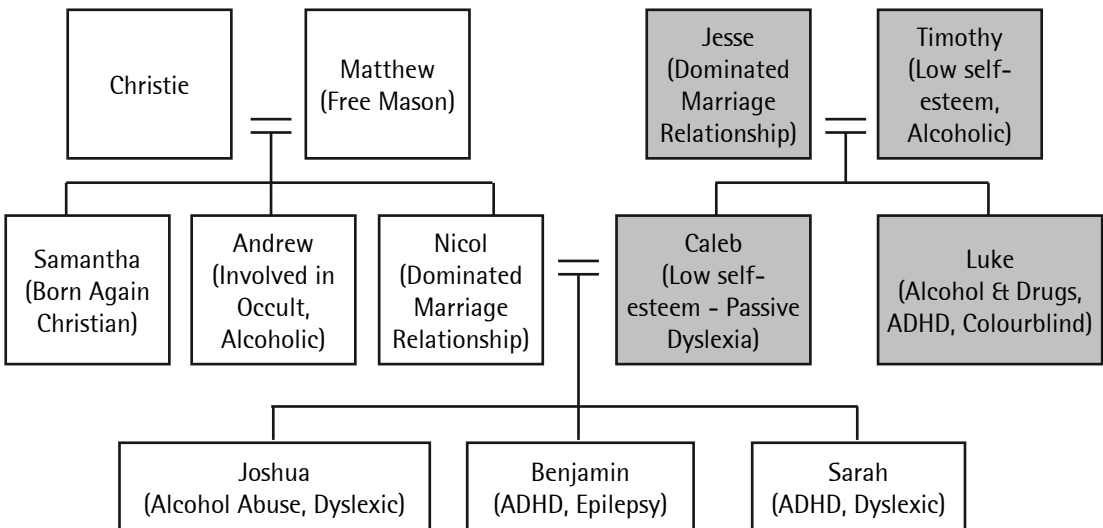 Christie
Matthew
(Free Mason)
Jesse
(Dominated
Marriage
Relationship)
Timothy
(Low self-
esteem,
Alcoholic)
Samantha
(Born Again
Christian)
Andrew
(Involved in
Occult,
Alcoholic)
Nicol
(Dominated
Marriage
Relationship)
Caleb
(Low self-
esteem - Passive
Dyslexia)
Luke
(Alcohol & Drugs,
ADHD, Colourblind)
Joshua
(Alcohol Abuse, Dyslexic)
Benjamin
(ADHD, Epilepsy)
Sarah
(ADHD, Dyslexic)